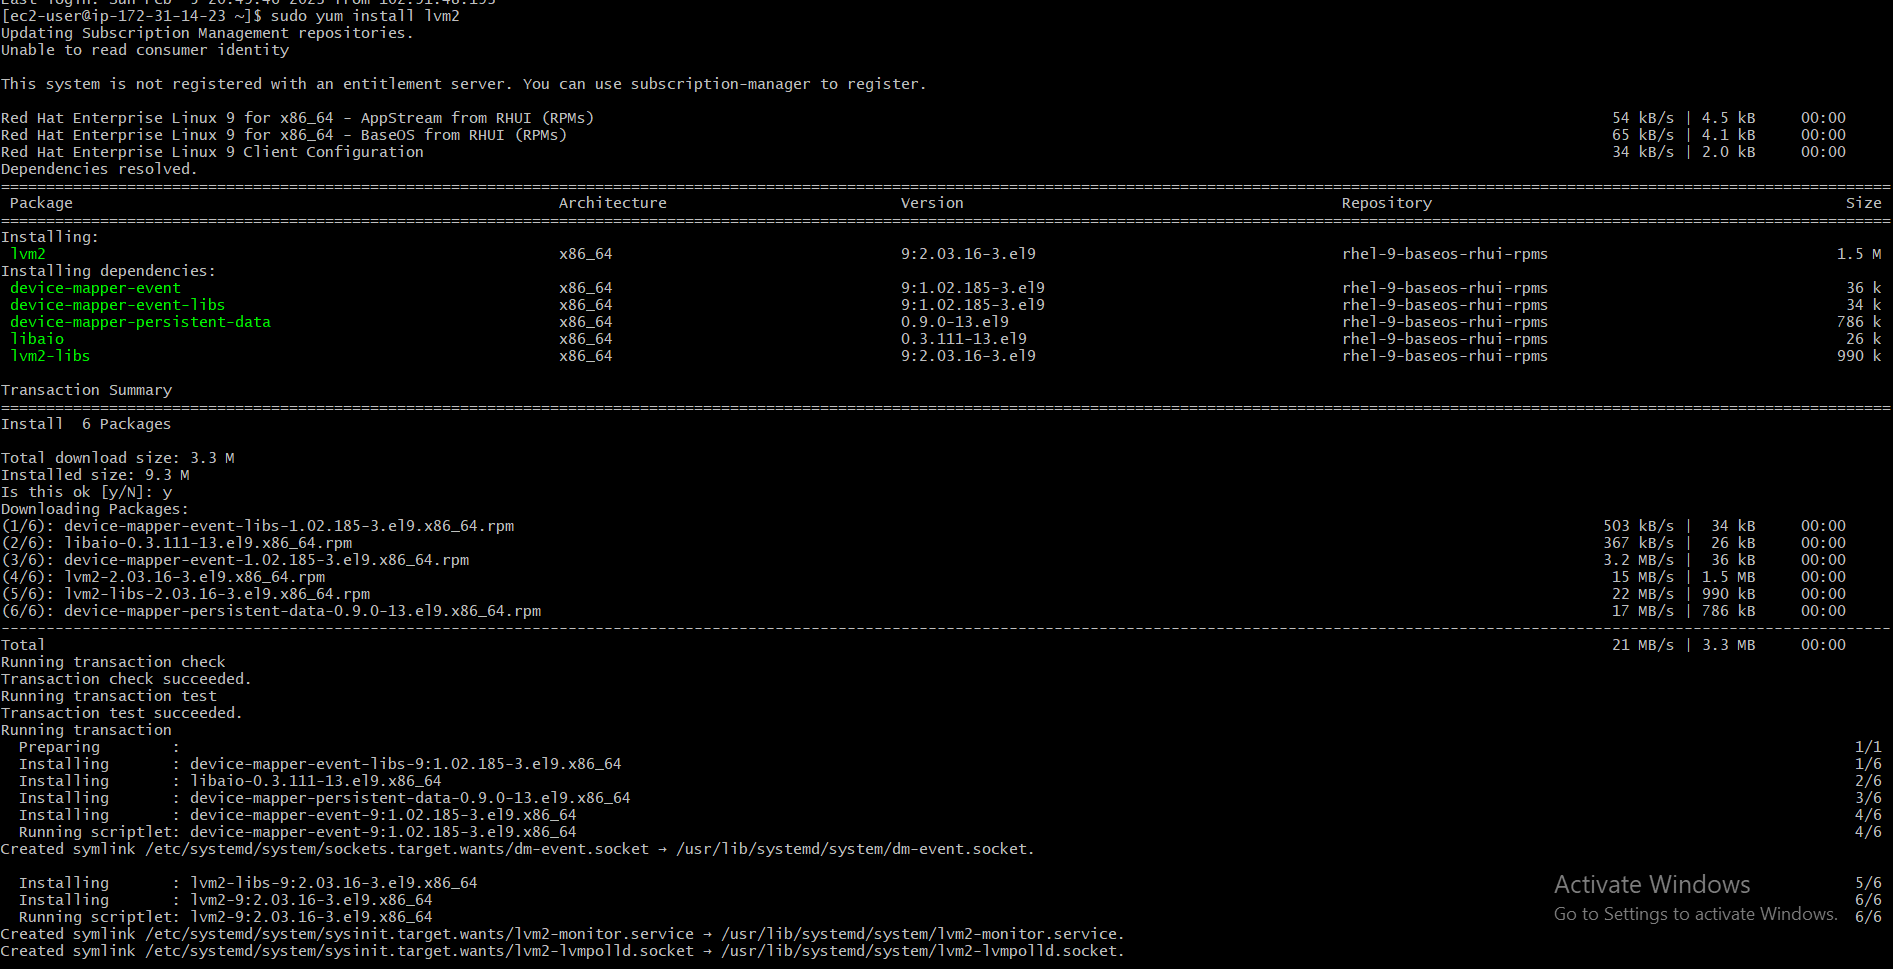 [ec2-user@ip-172-31-14-23 ~]$ sudo yum install lvm2
Updating Subscription Management repositories.
Unable to read consumer identity
This system is not registered with an entitlement server. You can use subscription-manager to register.
Red Hat Enterprise Linux 9 for x86_64 - AppStream from RHUI (RPMs) 54 kB/s | 4.5 kB 00:00
Red Hat Enterprise Linux 9 for x86_64 - BaseOS from RHUI (RPMs) 65 kB/s | 4.1 kB 00:00
Red Hat Enterprise Linux 9 Client Configuration 34 kB/s | 2.0 kB 00:00
Dependencies resolved.
Package Architecture Version Repository Size
Installing:
lvm2 x86_64 9:2.03.16-3.el9 rhel-9-baseos-rhui-rpms 1.5 M
Installing dependencies:
device-mapper-event x86_64 9:1.02.185-3.el9 rhel-9-baseos-rhui-rpms 36 k
device-mapper-event-libs x86_64 9:1.02.185-3.el9 rhel-9-baseos-rhui-rpms 34 k
device-mapper-persistent-data x86_64 0.9.0-13.el9 rhel-9-baseos-rhui-rpms 786 k
libaio x86_64 0.3.111-13.el9 rhel-9-baseos-rhui-rpms 26 k
lvm2-libs x86_64 9:2.03.16-3.el9 rhel-9-baseos-rhui-rpms 990 k
Transaction Summary
Install 6 Packages
Total download size: 3.3 M
Installed size: 9.3 M
Is this ok [y/N]: y
Downloading Packages:
(1/6): device-mapper-event-libs-1.02.185-3.el9.x86_64.rpm 503 kB/s | 34 kB 00:00
(2/6): libaio-0.3.111-13.el9.x86_64.rpm 367 kB/s | 26 kB 00:00
(3/6): device-mapper-event-1.02.185-3.el9.x86_64.rpm 3.2 MB/s | 36 kB 00:00
(4/6): lvm2-2.03.16-3.el9.x86_64.rpm 15 MB/s | 1.5 MB 00:00
(5/6): lvm2-libs-2.03.16-3.el9.x86_64.rpm 22 MB/s | 990 kB 00:00
(6/6): device-mapper-persistent-data-0.9.0-13.el9.x86_64.rpm 17 MB/s | 786 kB 00:00
Total 21 MB/s | 3.3 MB 00:00
Running transaction check
Transaction check succeeded.
Running transaction test
Transaction test succeeded.
Running transaction
Preparing : 1/1
Installing : device-mapper-event-libs-9:1.02.185-3.el9.x86_64 1/6
Installing : libaio-0.3.111-13.el9.x86_64 2/6
Installing : device-mapper-persistent-data-0.9.0-13.el9.x86_64 3/6
Installing : device-mapper-event-9:1.02.185-3.el9.x86_64 4/6
Running scriptlet: device-mapper-event-9:1.02.185-3.el9.x86_64 4/6
Created symlink /etc/systemd/system/sockets.target.wants/dm-event.socket → /usr/lib/systemd/system/dm-event.socket.
Installing : lvm2-libs-9:2.03.16-3.el9.x86_64 5/6
Installing : lvm2-9:2.03.16-3.el9.x86_64 6/6
Running scriptlet: lvm2-9:2.03.16-3.el9.x86_64 6/6
Created symlink /etc/systemd/system/sysinit.target.wants/lvm2-monitor.service → /usr/lib/systemd/system/lvm2-monitor.service.
Created symlink /etc/systemd/system/sysinit.target.wants/lvm2-lvmpolld.socket → /usr/lib/systemd/system/lvm2-lvmpolld.socket.
Activate Windows
Go to Settings to activate Windows.